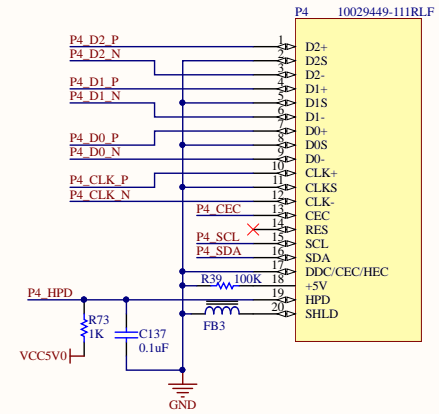 P4 10029449-111RLF
P4_D2_P 1 D2+
P4_D2_N 2 D2S
3 D2-
P4_D1_P 4 D1+
P4_D1_N 5 D1S
6 D1-
P4_D0_P 7 D0+
8 D0S
P4_D0_N 9 D0-
10 CLK+
P4_CLK_P 11 CLKS
P4_CLK_N 12 CLK-
P4_CEC 13 CEC
14 RES
P4_SCL 15 SCL
P4_SDA 16 SDA
17 DDC/CEC/HEC
R39 100K 18 +5V
P4_HPD 19 HPD
20 SHLD
R73 FB3
1K
C137
0.1uF
VCC5V0
GND